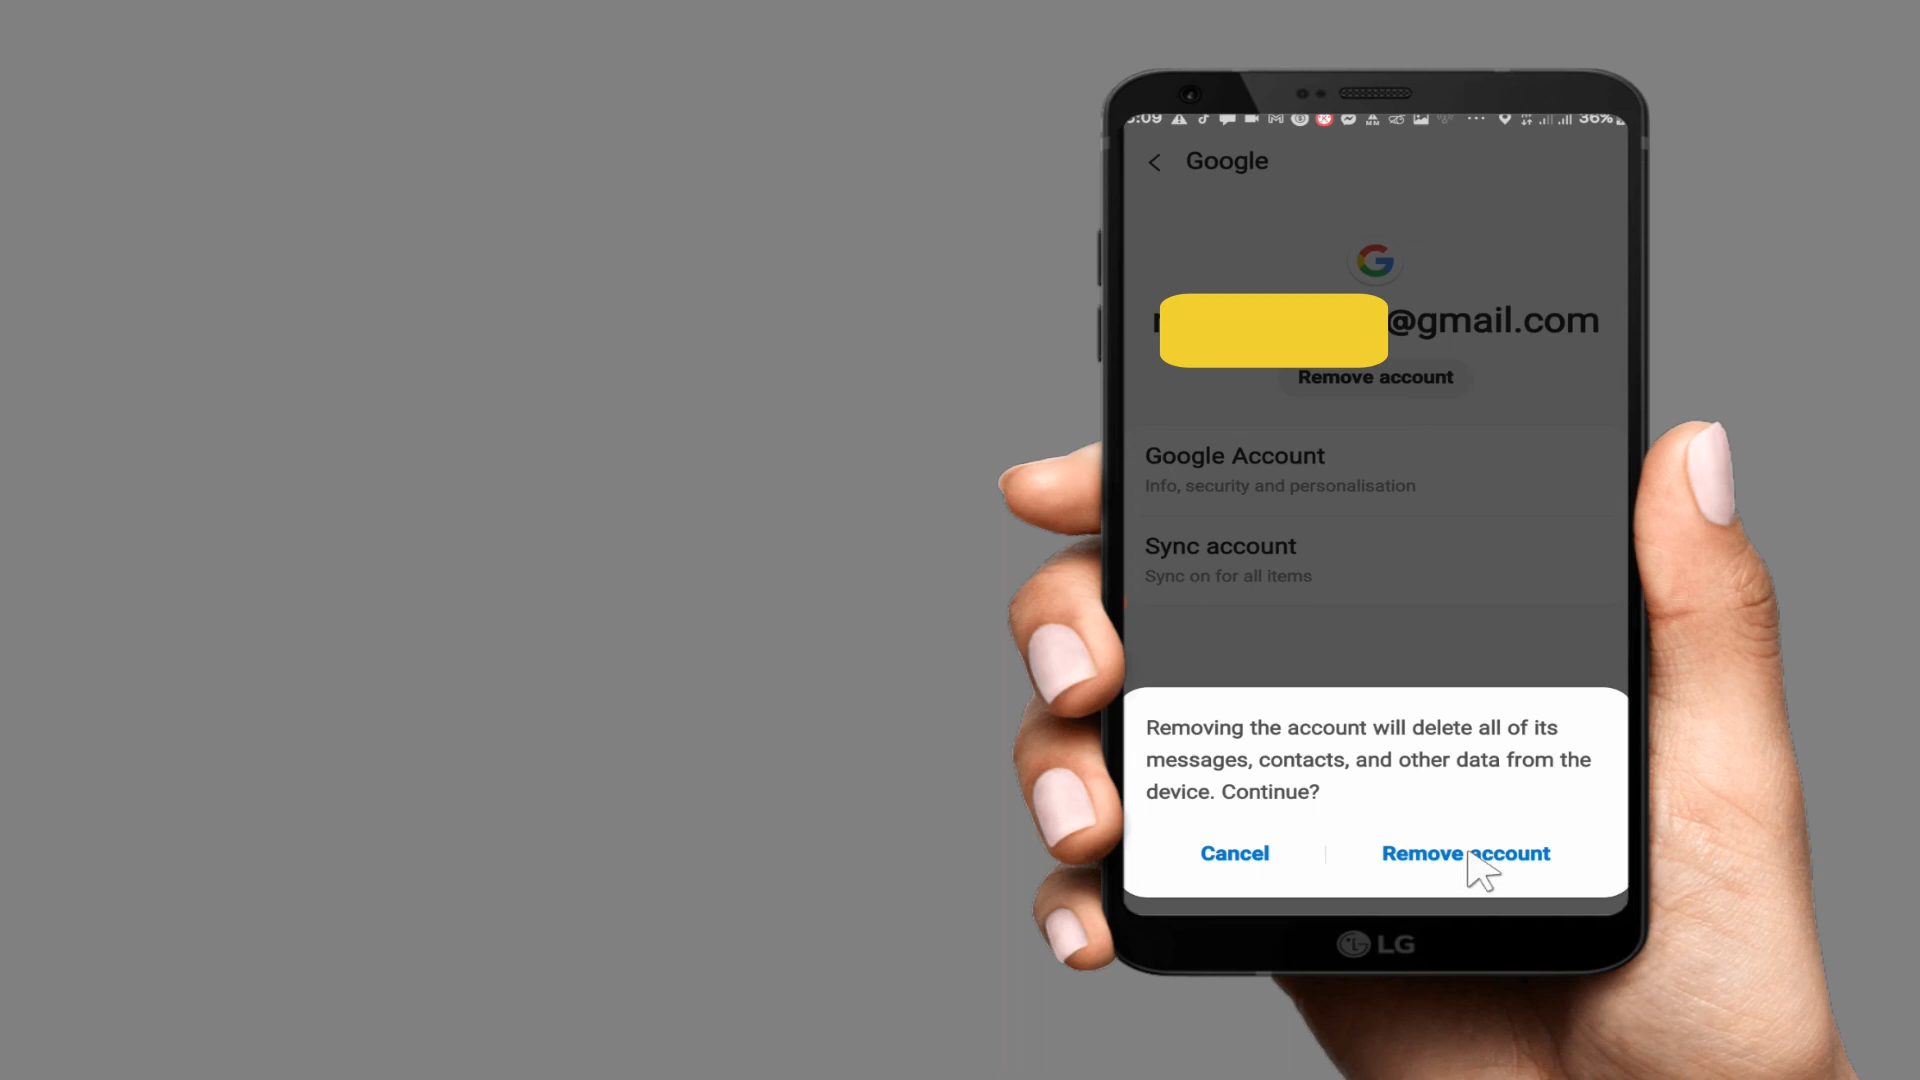 :09 36%
Google
@gmail.com
Remove account
Google Account
Info, security and personalisation
Sync account
Sync on for all items
Removing the account will delete all of its
messages, contacts, and other data from the
device. Continue?
Cancel Remove account
LG